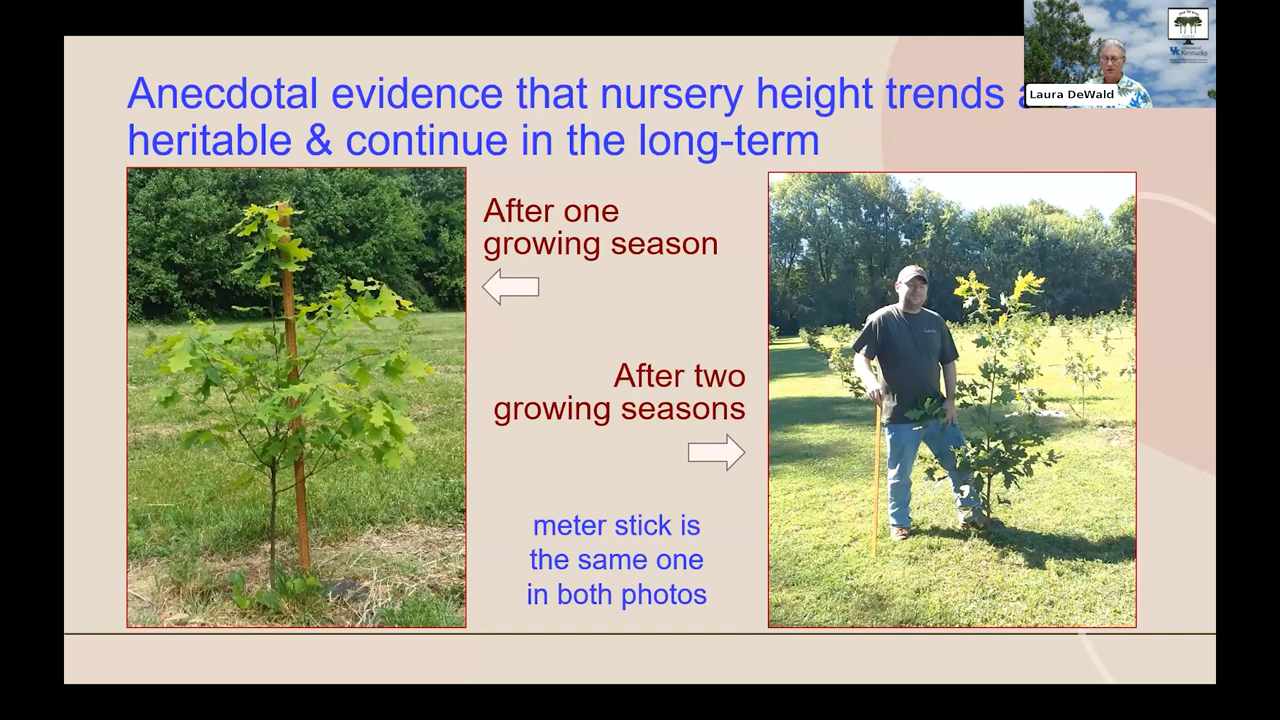 Anecdotal evidence that nursery height trends
heritable & continue in the long-term
Laura DeWald
Kentucky
After one
growing season
After two
growing seasons
meter stick is
the same one
in both photos